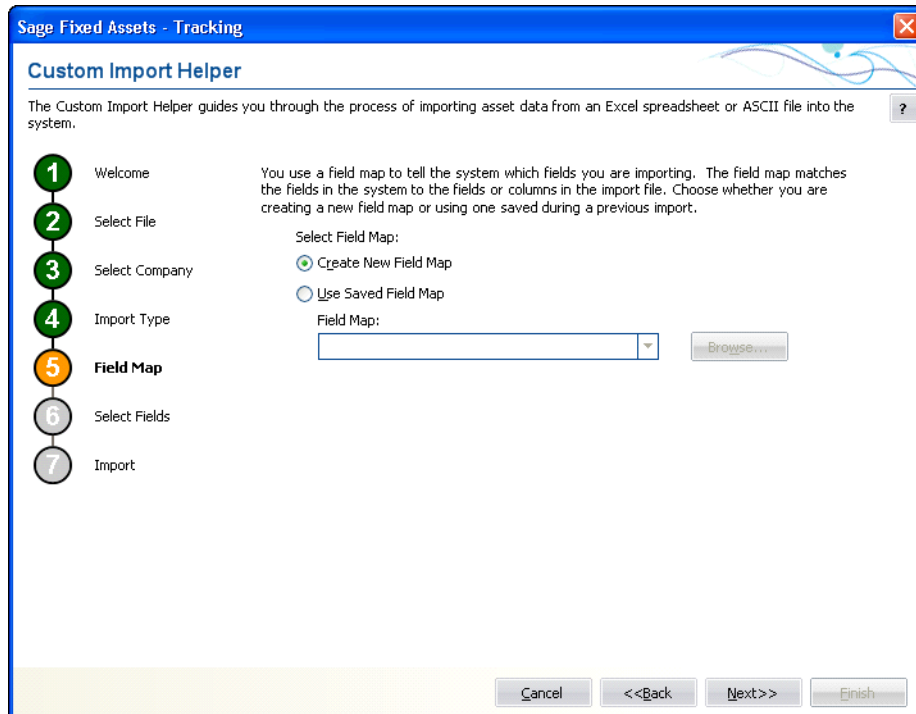 Sage Fixed Assets - Tracking
Custom Import Helper
The Custom Import Helper guides you through the process of importing asset data from an Excel spreadsheet or ASCII file into the
system.
?
1 Welcome
2 Select File
3 Select Company
4 Import Type
5 Field Map
6 Select Fields
7 Import
You use a field map to tell the system which fields you are importing. The field map matches
the fields in the system to the fields or columns in the import file. Choose whether you are
creating a new field map or using one saved during a previous import.
Select Field Map:
Create New Field Map
Use Saved Field Map
Field Map:
Browse...
Cancel
<<Back
Next>>
Finish